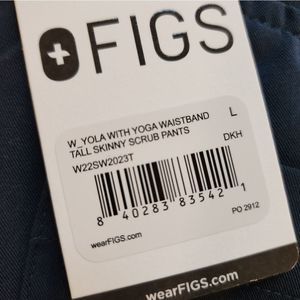 FIGS
W_YOLA WITH YOGA WAISTBAND L
TALL SKINNY SCRUB PANTS
W22SW2023T DKH
8 40283 83542 1
wearFIGS.com PO 2912
wearFIGS.com